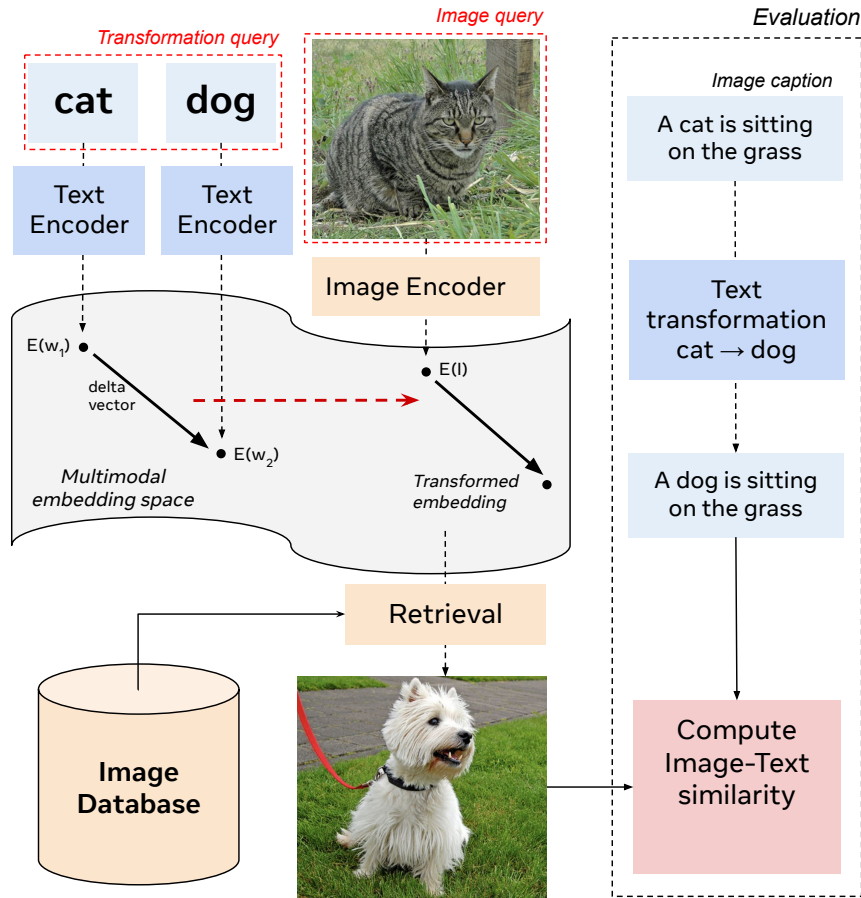 Transformation query
cat
dog
Text
Encoder
Text
Encoder
Image query
Image Encoder
E(w₁)
delta
vector
E(w₂)
Multimodal
embedding space
E(I)
Transformed
embedding
Retrieval
Image
Database
Evaluation
Image caption
A cat is sitting
on the grass
Text
transformation
cat → dog
A dog is sitting
on the grass
Compute
Image-Text
similarity